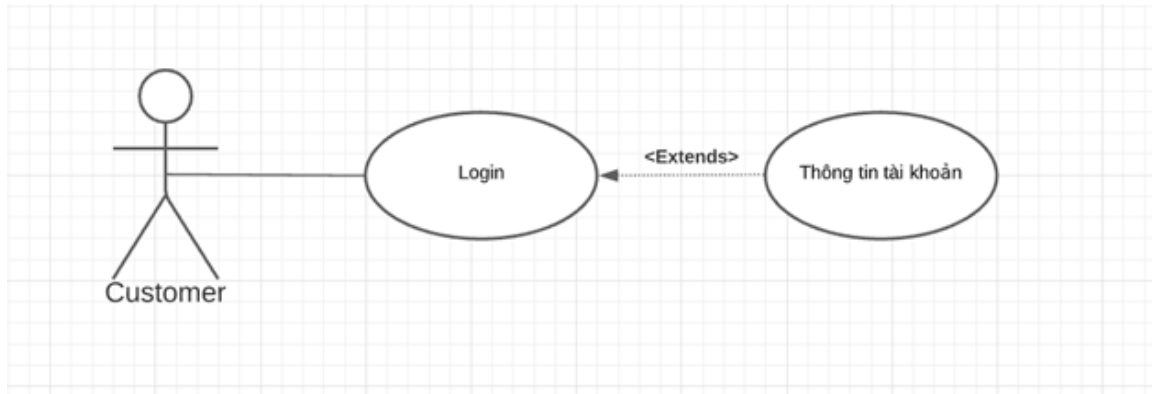 <Extends>
Login
Thông tin tài khoản
Customer